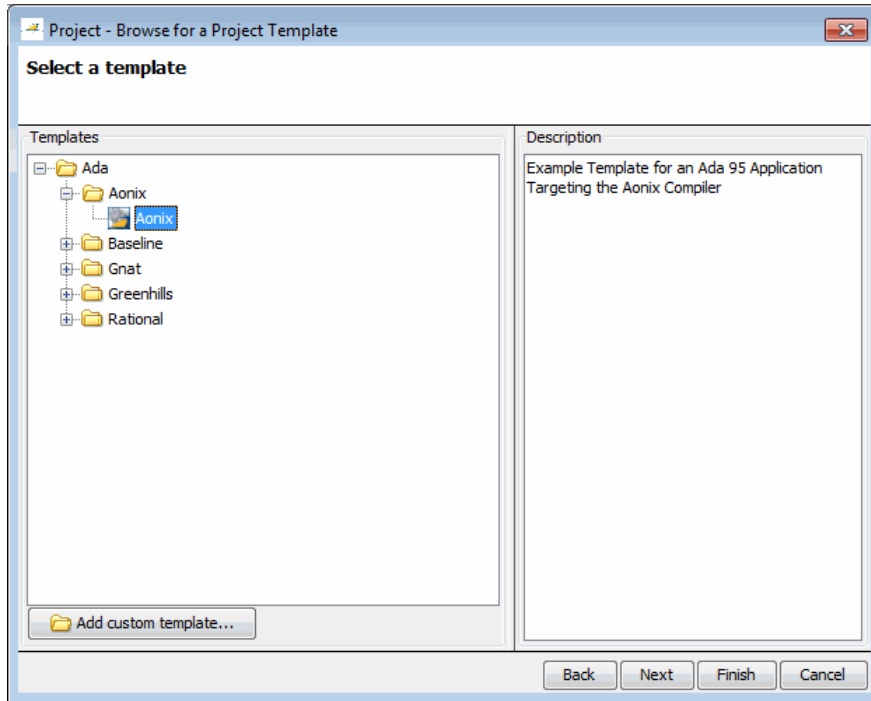 Project - Browse for a Project Template
Select a template
Templates
Ada
Aonix
Aonix
Baseline
Gnat
Greenhills
Rational
Add custom template...
Description
Example Template for an Ada 95 Application
Targeting the Aonix Compiler
Back
Next
Finish
Cancel